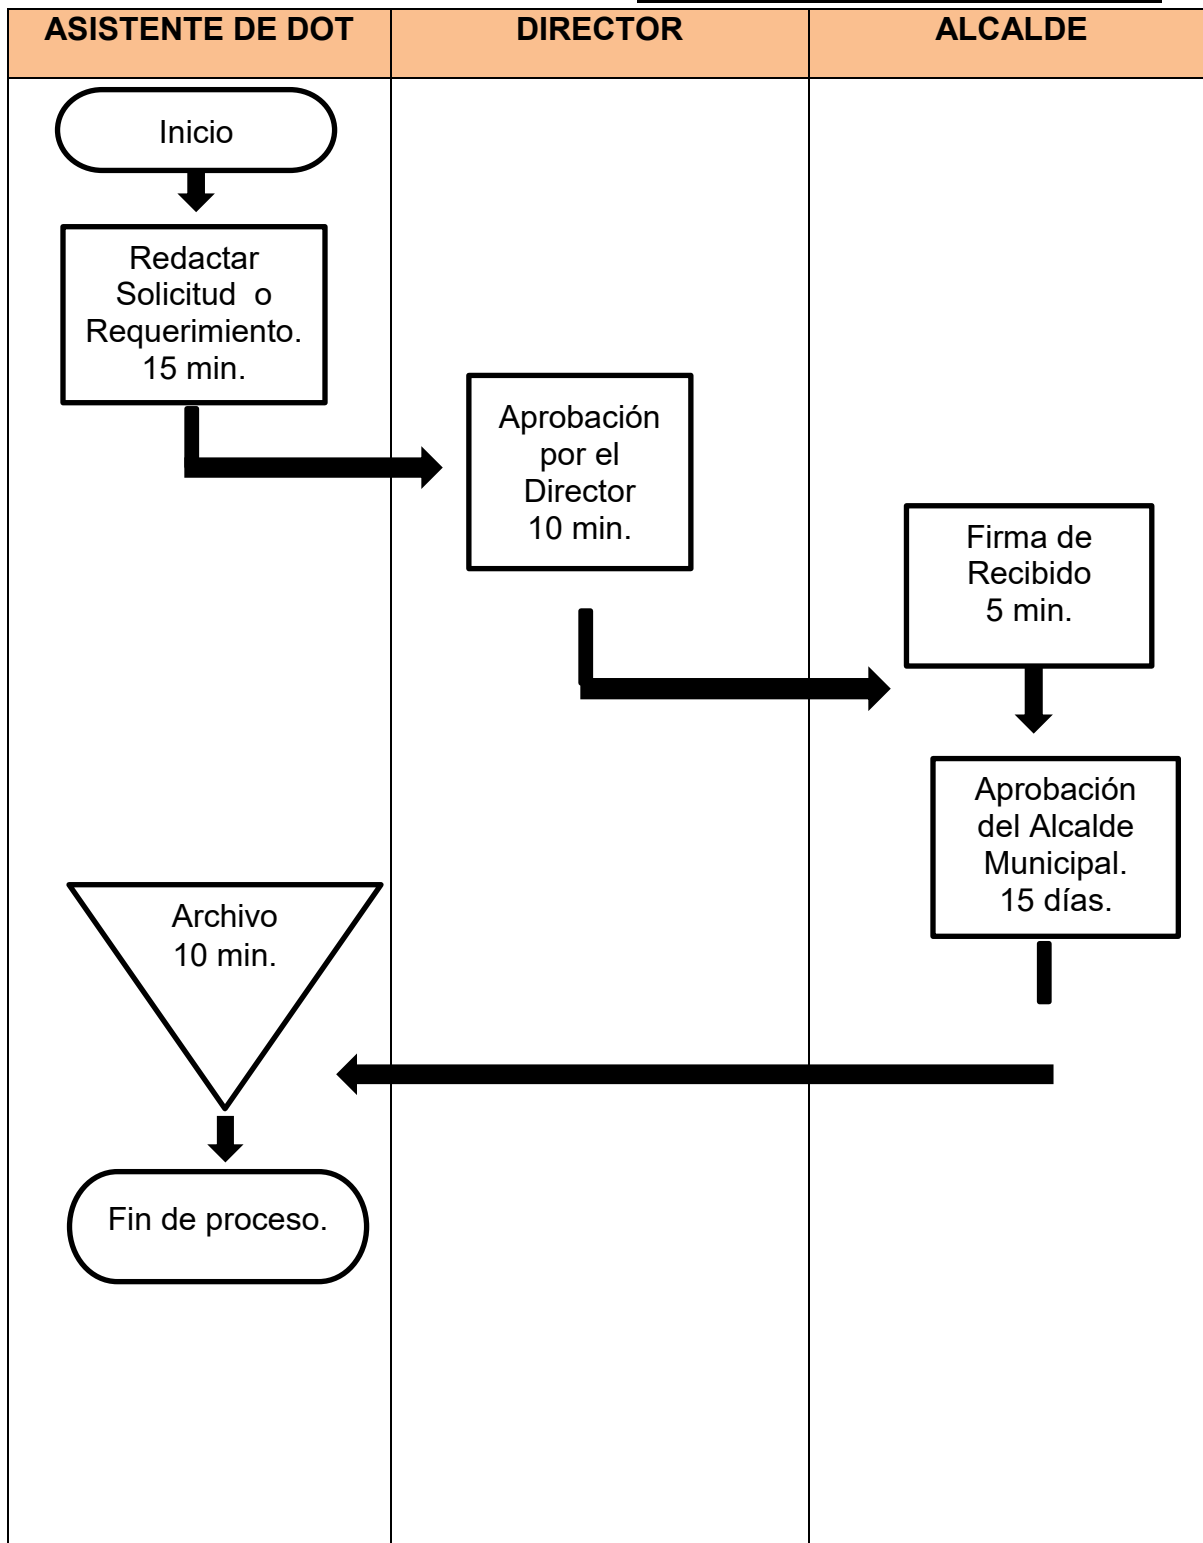 ASISTENTE DE DOT
DIRECTOR
ALCALDE
Inicio
Redactar
Solicitud o
Requerimiento.
15 min.
Aprobación
por el
Director
10 min.
Firma de
Recibido
5 min.
Aprobación
del Alcalde
Municipal.
15 días.
Archivo
10 min.
Fin de proceso.